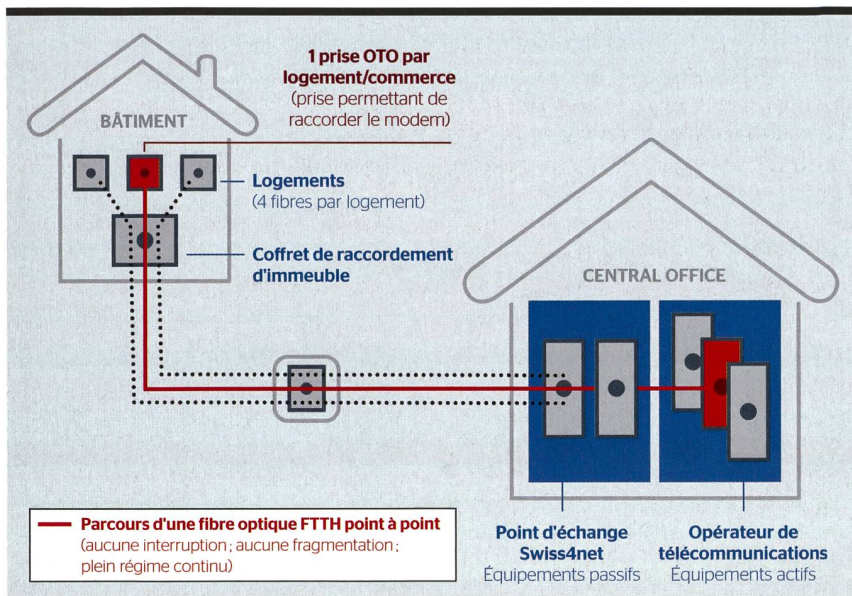 1 prise OTO par
logement/commerce
(prise permettant de
raccorder le modem)
BÂTIMENT
Logements
(4 fibres par logement)
Coffret de raccordement
d'immeuble
CENTRAL OFFICE
Parcours d'une fibre optique FTTH point à point
(aucune interruption; aucune fragmentation;
plein régime continu)
Point d'échange
Swiss4net
Équipements passifs
Opérateur de
télécommunications
Équipements actifs